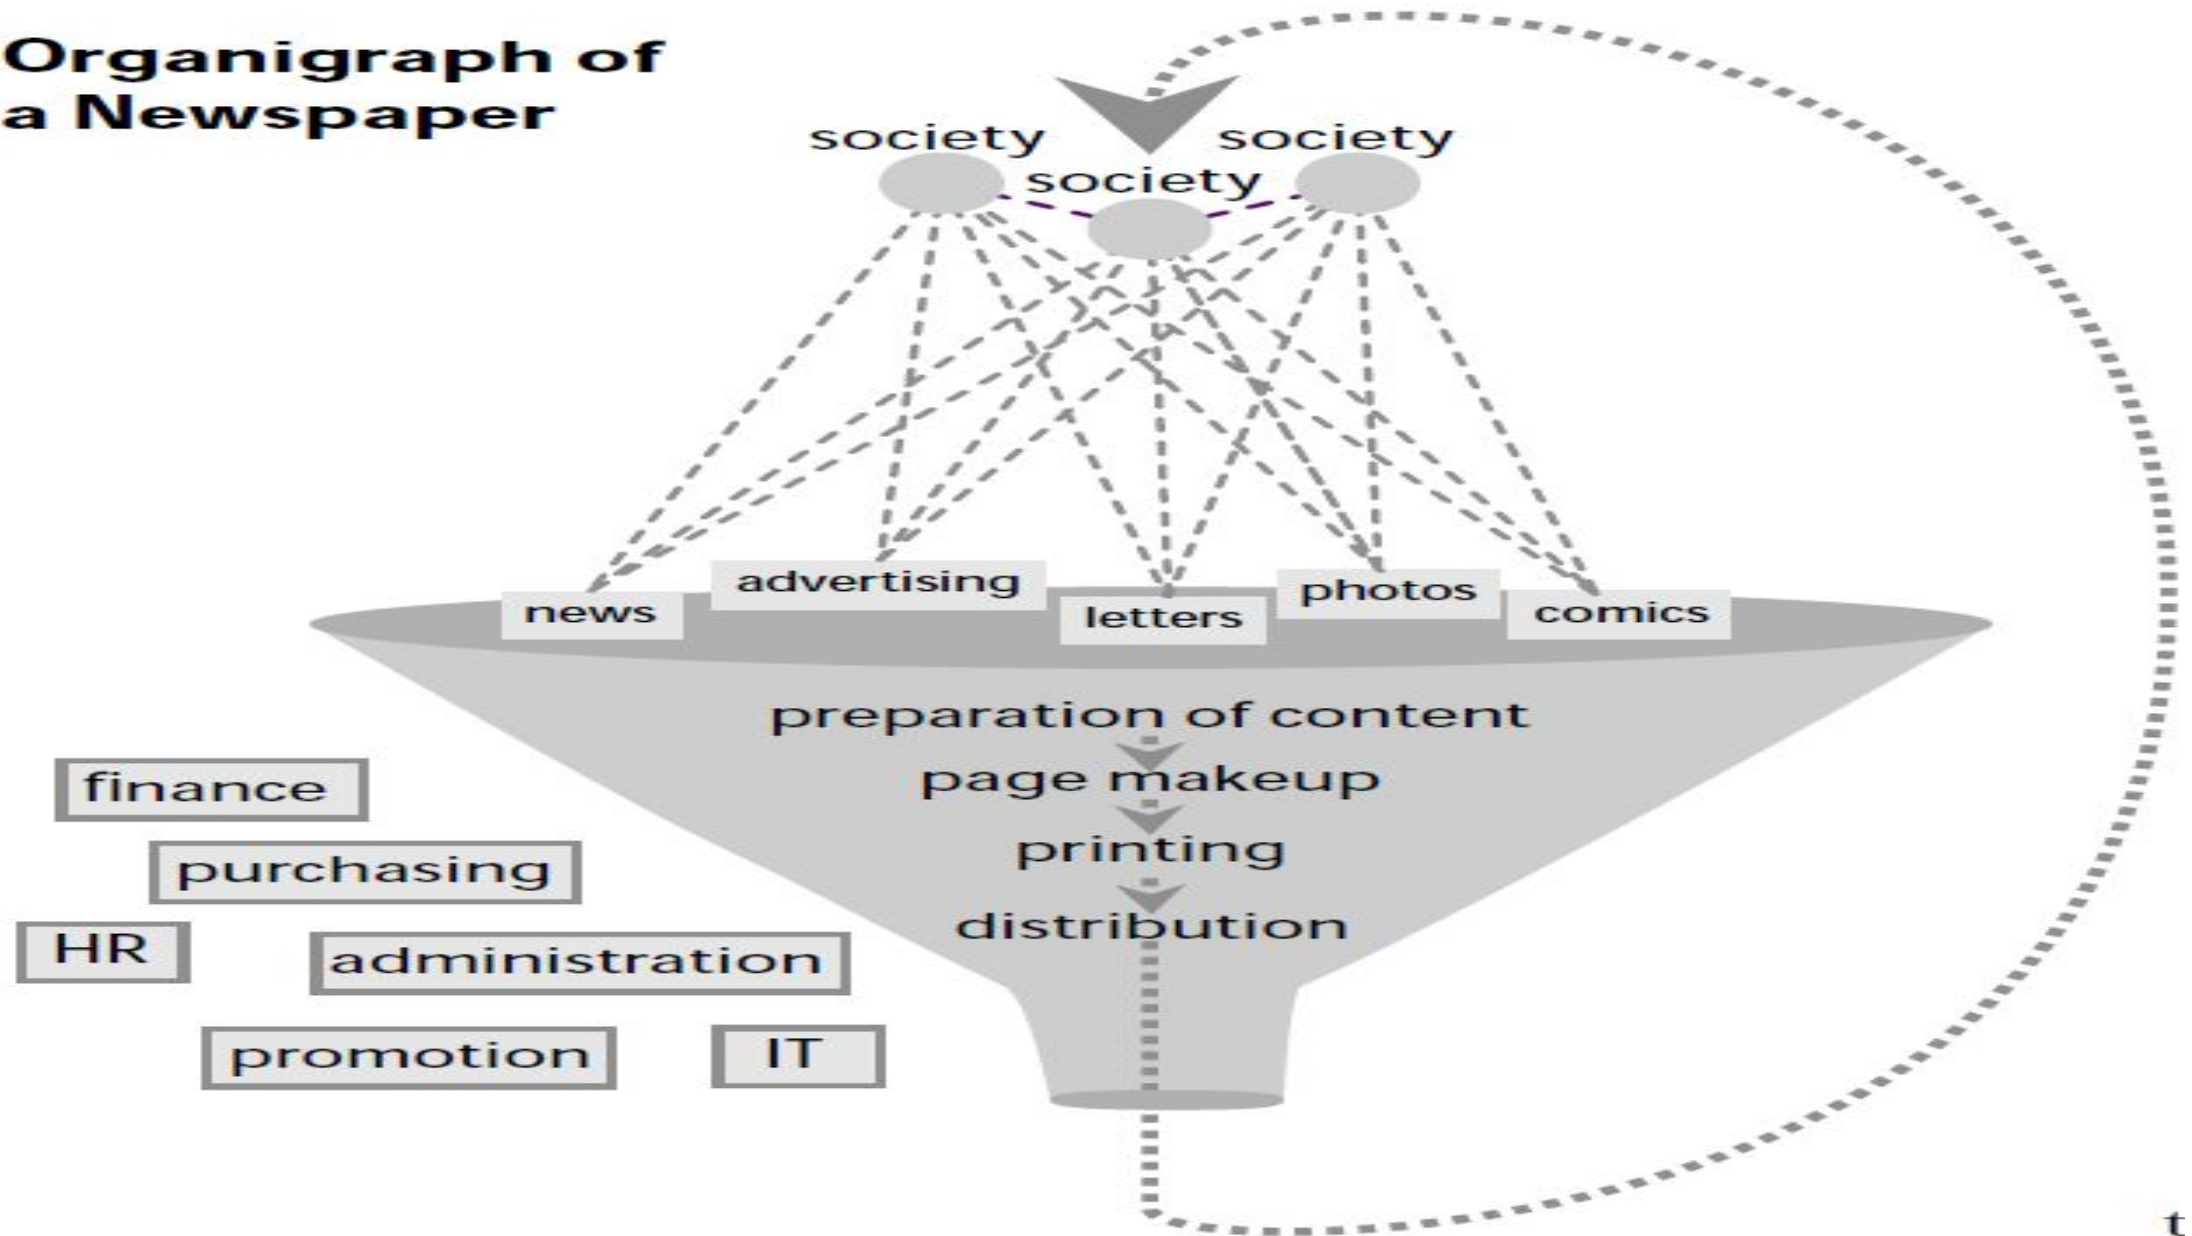 Organigraph of
a Newspaper
society
society
society
news
advertising
letters
photos
comics
preparation of content
page makeup
printing
distribution
finance
purchasing
HR
administration
promotion
IT
t